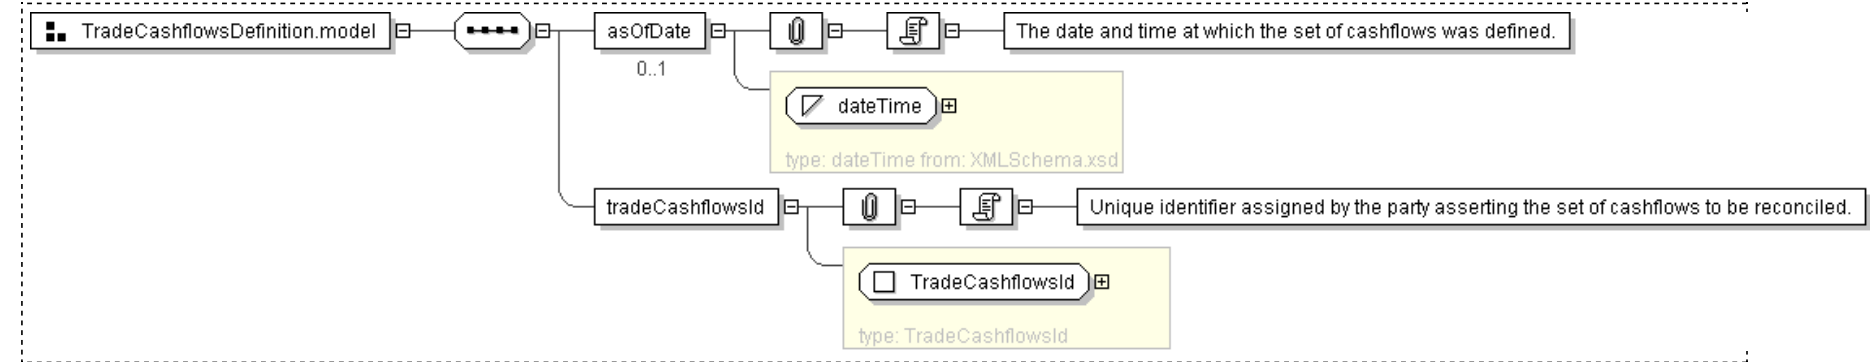 TradeCashflowsDefinition.model
asOfDate
The date and time at which the set of cashflows was defined.
0..1
dateTime
type: dateTime from: XMLSchema.xsd
tradeCashflowsId
Unique identifier assigned by the party asserting the set of cashflows to be reconciled.
TradeCashflowsId
type: TradeCashflowsId